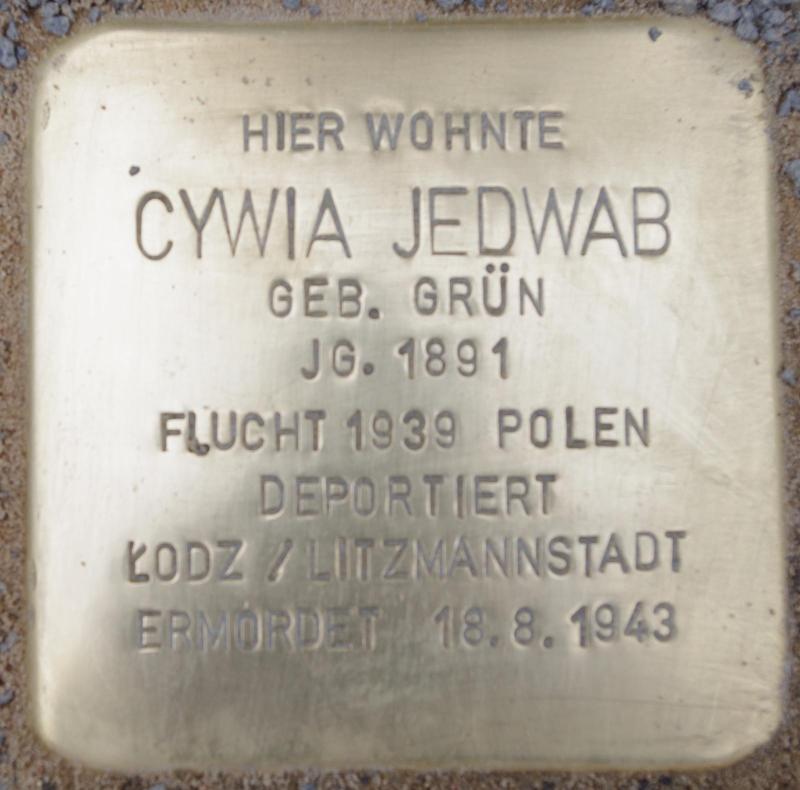 HIER WOHNTE
CYWIA JEDWAB
GEB. GRÜN
JG. 1891
FLUCHT 1939 POLEN
DEPORTIERT
ŁODZ / LITZMANNSTADT
ERMORDET 18.8.1943